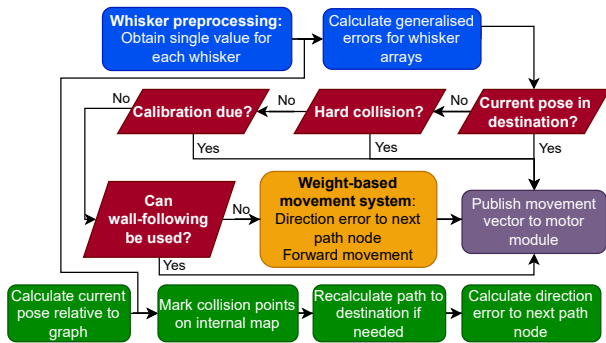 Whisker preprocessing:
Obtain single value for
each whisker
Calculate generalised
errors for whisker
arrays
No
Calibration due?
No
Hard collision?
No
Current pose in
destination?
Yes
Yes
Yes
Can
wall-following
be used?
No
Weight-based
movement system:
Direction error to next
path node
Forward movement
Publish movement
vector to motor
module
Yes
Calculate current
pose relative to
graph
Mark collision points
on internal map
Recalculate path to
destination if
needed
Calculate direction
error to next path
node